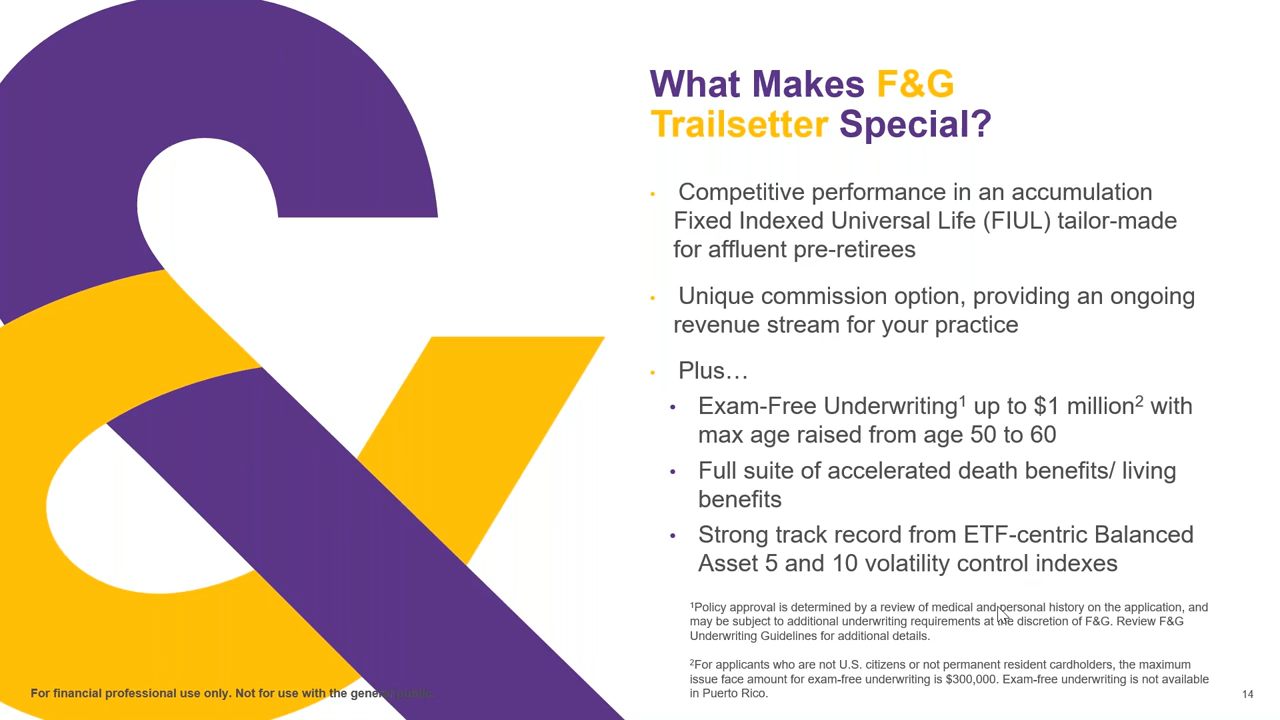 What Makes F&G
Trailsetter Special?
• Competitive performance in an accumulation
Fixed Indexed Universal Life (FIUL) tailor-made
for affluent pre-retirees
• Unique commission option, providing an ongoing
revenue stream for your practice
• Plus…
• Exam-Free Underwriting¹ up to $1 million² with
max age raised from age 50 to 60
• Full suite of accelerated death benefits/ living
benefits
• Strong track record from ETF-centric Balanced
Asset 5 and 10 volatility control indexes
¹Policy approval is determined by a review of medical and personal history on the application, and
may be subject to additional underwriting requirements at the discretion of F&G. Review F&G
Underwriting Guidelines for additional details.
²For applicants who are not U.S. citizens or not permanent resident cardholders, the maximum
issue face amount for exam-free underwriting is $300,000. Exam-free underwriting is not available
in Puerto Rico.
For financial professional use only. Not for use with the general public.
14